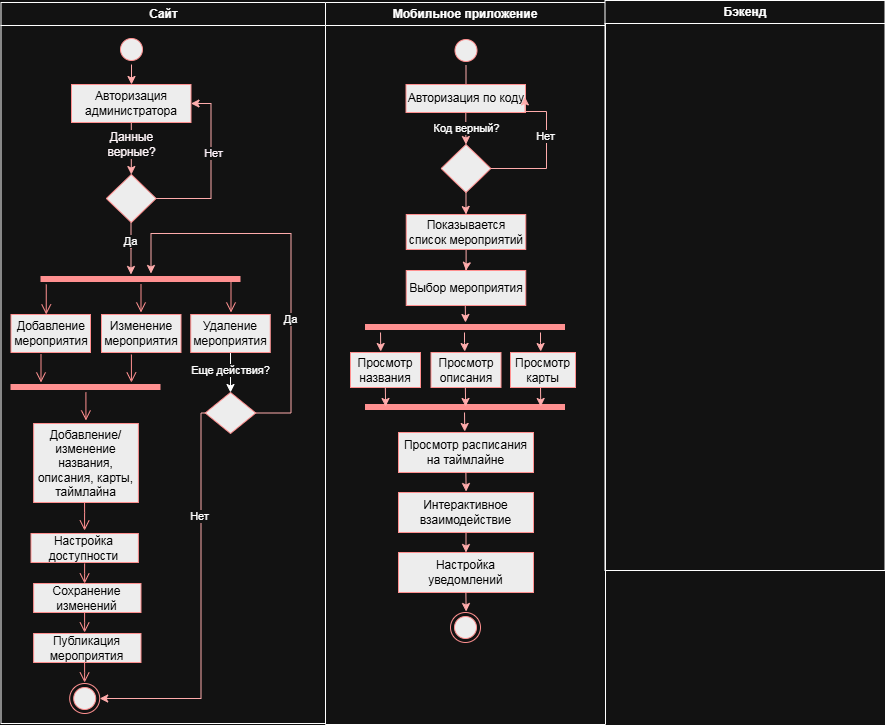 Сайт
Мобильное приложение
Бэкенд
Авторизация
администратора
Данные
верные?
Нет
Да
Добавление
мероприятия
Изменение
мероприятия
Удаление
мероприятия
Еще действия?
Да
Нет
Добавление/
изменение
названия,
описания, карты,
таймлайна
Настройка
доступности
Сохранение
изменений
Публикация
мероприятия
Авторизация по коду
Код верный?
Нет
Показывается
список мероприятий
Выбор мероприятия
Просмотр
названия
Просмотр
описания
Просмотр
карты
Просмотр расписания
на таймлайне
Интерактивное
взаимодействие
Настройка
уведомлений